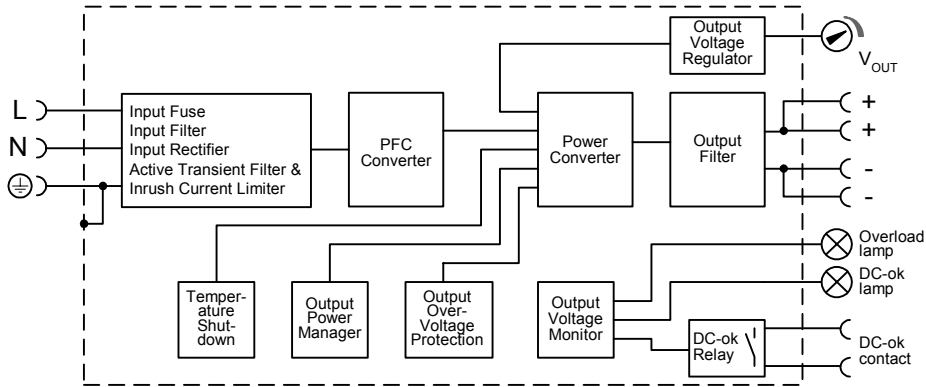 Output
Voltage
Regulator
V_OUT
L
N
Input Fuse
Input Filter
Input Rectifier
Active Transient Filter &
Inrush Current Limiter
PFC
Converter
Power
Converter
Output
Filter
+
+
-
-
Temper-
ature
Shut-
down
Output
Power
Manager
Output
Over-
Voltage
Protection
Output
Voltage
Monitor
DC-ok
Relay
Overload
lamp
DC-ok
lamp
DC-ok
contact